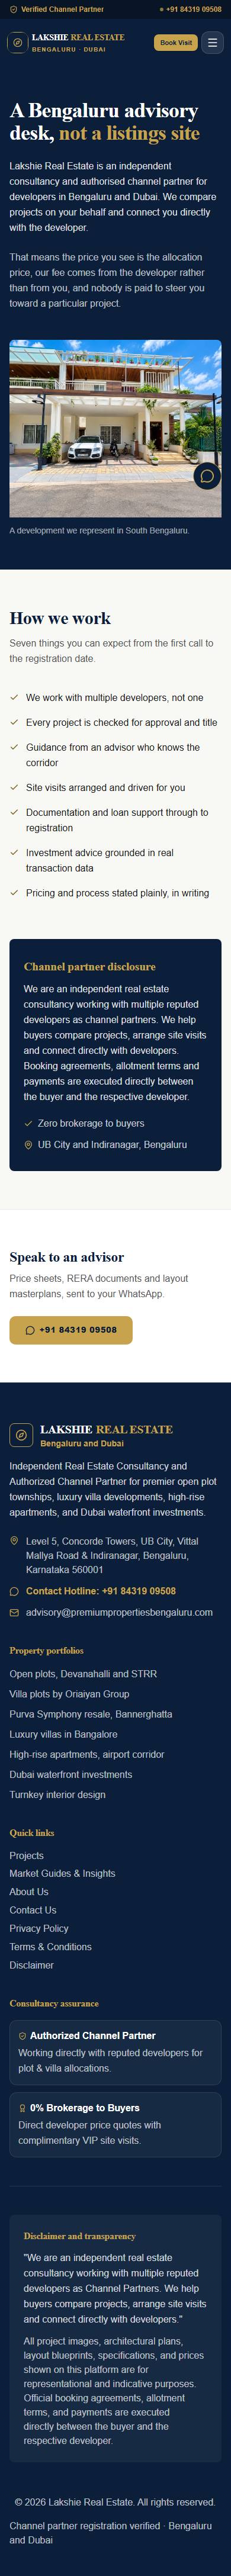 Verified Channel Partner
+91 84319 09508
LAKSHIE REAL ESTATE
BENGALURU · DUBAI
Book Visit
A Bengaluru advisory
desk, not a listings site
Lakshie Real Estate is an independent
consultancy and authorised channel partner for
developers in Bengaluru and Dubai. We compare
projects on your behalf and connect you directly
with the developer.
That means the price you see is the allocation
price, our fee comes from the developer rather
than from you, and nobody is paid to steer you
toward a particular project.
A development we represent in South Bengaluru.
How we work
Seven things you can expect from the first call to
the registration date.
We work with multiple developers, not one
Every project is checked for approval and title
Guidance from an advisor who knows the
corridor
Site visits arranged and driven for you
Documentation and loan support through to
registration
Investment advice grounded in real
transaction data
Pricing and process stated plainly, in writing
Channel partner disclosure
We are an independent real estate
consultancy working with multiple reputed
developers as channel partners. We help
buyers compare projects, arrange site visits
and connect directly with developers.
Booking agreements, allotment terms and
payments are executed directly between
the buyer and the respective developer.
Zero brokerage to buyers
UB City and Indiranagar, Bengaluru
Speak to an advisor
Price sheets, RERA documents and layout
masterplans, sent to your WhatsApp.
+91 84319 09508
LAKSHIE REAL ESTATE
Bengaluru and Dubai
Independent Real Estate Consultancy and
Authorized Channel Partner for premier open plot
townships, luxury villa developments, high-rise
apartments, and Dubai waterfront investments.
Level 5, Concorde Towers, UB City, Vittal
Mallya Road & Indiranagar, Bengaluru,
Karnataka 560001
Contact Hotline: +91 84319 09508
advisory@premiumpropertiesbengaluru.com
Property portfolios
Open plots, Devanahalli and STRR
Villa plots by Oriaiyan Group
Purva Symphony resale, Bannerghatta
Luxury villas in Bangalore
High-rise apartments, airport corridor
Dubai waterfront investments
Turnkey interior design
Quick links
Projects
Market Guides & Insights
About Us
Contact Us
Privacy Policy
Terms & Conditions
Disclaimer
Consultancy assurance
Authorized Channel Partner
Working directly with reputed developers for
plot & villa allocations.
0% Brokerage to Buyers
Direct developer price quotes with
complimentary VIP site visits.
Disclaimer and transparency
"We are an independent real estate
consultancy working with multiple reputed
developers as Channel Partners. We help
buyers compare projects, arrange site visits
and connect directly with developers."
All project images, architectural plans,
layout blueprints, specifications, and prices
shown on this platform are for
representational and indicative purposes.
Official booking agreements, allotment
terms, and payments are executed
directly between the buyer and the
respective developer.
© 2026 Lakshie Real Estate. All rights reserved.
Channel partner registration verified · Bengaluru
and Dubai